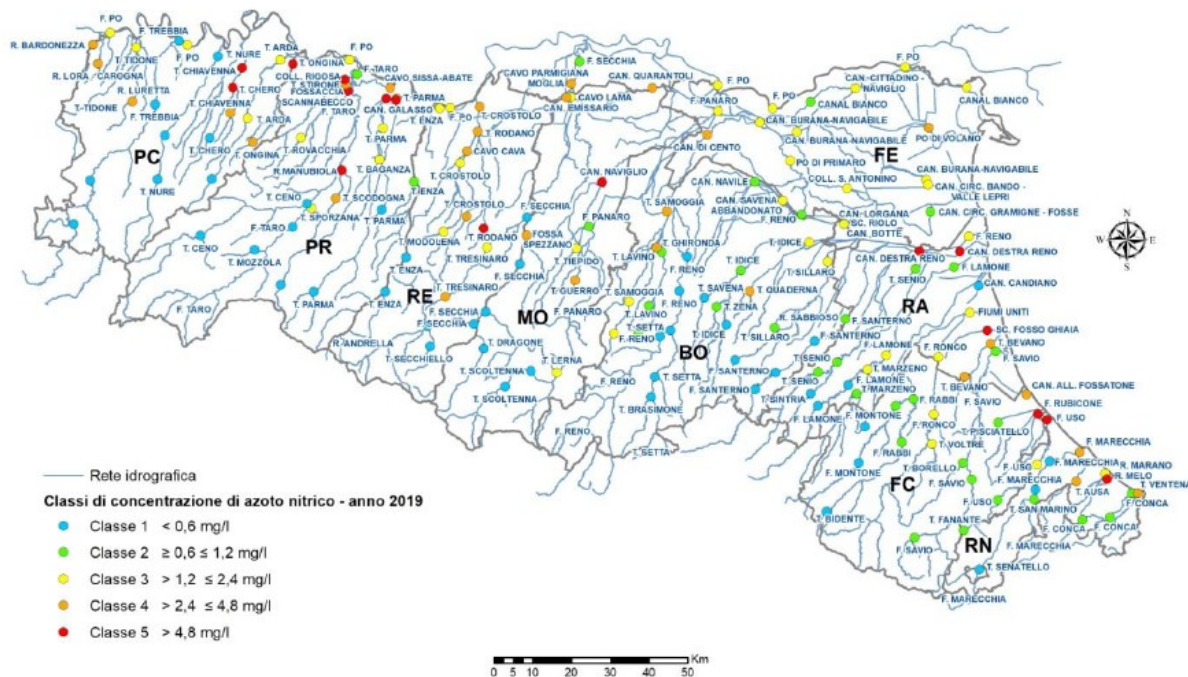 F. PO
F. TREBBIA
R. BARDONEZZA
T. TIDONE
F. PO
T. NURE
T. ARDA
F. PO
T. ONGINA
R. LORA - CAROGNA
T. CHIAVENNA
COLL. RIGOSA
F. TARO
F. SECCHIA
R. LURETTA
T. CHERO
FOSSACCIA
SCANNABECCO
CAVO SISSA-ABATE
CAVO PARMIGIANA
MOGLIA
CAN. QUARANTOLI
F. PO
F. PO
CAN. CITTADINO -
NAVIGLIO
T. TIDONE
F. TREBBIA
T. CHIAVENNA
T. ARDA
F. TARO
T. PARMA
CAN. GALASSO
T. ENZA
F. PO
T. CROSTOLO
CAVO LAMA
CAN. EMISSARIO
F. PANARO
F. PO
CANAL BIANCO
CANAL BIANCO
PC
T. CHERO
T. ONGINA
T. ROVACCHIA
T. PARMA
T. RODANO
CAVO CAVA
CAN. BURANA-NAVIGABILE
CAN. BURANA-NAVIGABILE
PO DI VOLANO
CAN. DI CENTO
FE
T. NURE
R. MANUBIOLA
T. BAGANZA
T. ENZA
T. CROSTOLO
CAN. NAVIGLIO
PO DI PRIMARO
COLL. S. ANTONINO
CAN. BURANA-NAVIGABILE
CAN. CIRC. BANDO -
VALLE LEPRI
T. CENO
T. SCODOGNA
T. SPORZANA
T. PARMA
T. CROSTOLO
F. SECCHIA
T. SAMOGGIA
CAN. NAVILE
CAN. SAVENA
ABBANDONATO
F. RENO
CAN. LORGANA
SC. RIOLO
CAN. BOTTE
CAN. CIRC. GRAMIGNE - FOSSE
F. TARO
PR
T. MODOLENA
T. RODANO
FOSSA
SPEZZANO
F. PANARO
T. GHIRONDA
T. IDICE
F. RENO
T. CENO
T. MOZZOLA
T. ENZA
T. TRESINARO
F. SECCHIA
T. TIEPIDO
T. LAVINO
F. RENO
T. IDICE
T. SILLARO
CAN. DESTRA RENO
CAN. DESTRA RENO
T. SENIO
F. LAMONE
T. TRESINARO
T. GUERRO
T. SAVENA
T. QUADERNA
CAN. CANDIANO
F. TARO
T. PARMA
T. ENZA
RE
F. SECCHIA
MO
F. PANARO
T. SAMOGGIA
T. LAVINO
F. RENO
T. ZENA
RA
FIUMI UNITI
F. SECCHIA
T. SETTA
F. RENO
BO
T. IDICE
R. SABBIOSO
T. SILLARO
F. SANTERNO
F. SANTERNO
SC. FOSSO GHIAIA
T. BEVANO
F. SAVIO
R. ANDRELLA
T. SECCHIELLO
T. DRAGONE
T. LERNA
F. LAMONE
F. RONCO
T. SCOLTENNA
T. SCOLTENNA
F. RENO
T. SETTA
F. SANTERNO
F. SANTERNO
T. SENIO
T. SENIO
T. MARZENO
F. LAMONE
T. MARZENO
T. BEVANO
CAN. ALL. FOSSATONE
T. BRASIMONE
T. SINTRIA
F. LAMONE
F. MONTONE
F. RABBI
F. SAVIO
F. RUBICONE
F. USO
F. RENO
T. SETTA
F. RONCO
T. PISCIATELLO
F. RABBI
T. VOLTRE
F. MARECCHIA
F. MONTONE
T. BORELLO
F. USO
F. MARECCHIA
R. MARANO
R. MELO
F. SAVIO
F. MARECCHIA
T. AUSA
T. VENTENA
FC
F. USO
T. SAN MARINO
F. CONCA
T. BIDENTE
T. FANANTE
F. CONCA
F. CONCA
F. SAVIO
RN
F. MARECCHIA
T. SENATELLO
F. MARECCHIA
N
W E
S
Rete idrografica
Classi di concentrazione di azoto nitrico - anno 2019
Classe 1 < 0,6 mg/l
Classe 2 ≥ 0,6 ≤ 1,2 mg/l
Classe 3 > 1,2 ≤ 2,4 mg/l
Classe 4 > 2,4 ≤ 4,8 mg/l
Classe 5 > 4,8 mg/l
Km
0 5 10 20 30 40 50